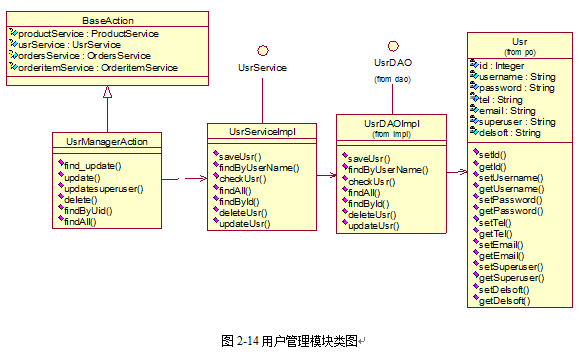 BaseAction
productService : ProductService
usrService : UsrService
ordersService : OrdersService
orderitemService : OrderitemService
UsrManagerAction
find_update()
update()
updatesuperuser()
delete()
findByUid()
findAll()
UsrService
UsrServiceImpl
saveUsr()
findByUserName()
checkUsr()
findAll()
findById()
deleteUsr()
updateUsr()
UsrDAO
(from dao)
UsrDAOImpl
(from impl)
saveUsr()
findByUserName()
checkUsr()
findAll()
findById()
deleteUsr()
updateUsr()
Usr
(from po)
id : Integer
username : String
password : String
tel : String
email : String
superuser : String
delsoft : String
setId()
getId()
setUsername()
getUsername()
setPassword()
getPassword()
setTel()
getTel()
setEmail()
getEmail()
setSuperuser()
getSuperuser()
setDelsoft()
getDelsoft()
图 2-14 用户管理模块类图